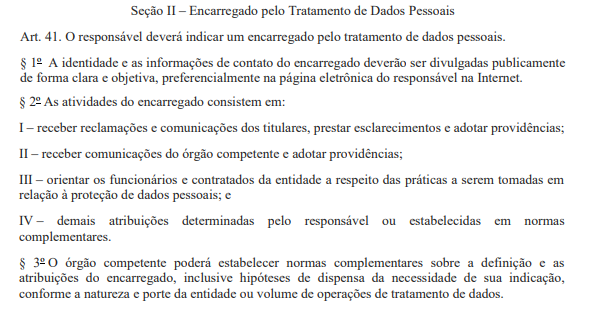 Seção II – Encarregado pelo Tratamento de Dados Pessoais
Art. 41. O responsável deverá indicar um encarregado pelo tratamento de dados pessoais.
§ 1º A identidade e as informações de contato do encarregado deverão ser divulgadas publicamente
de forma clara e objetiva, preferencialmente na página eletrônica do responsável na Internet.
§ 2º As atividades do encarregado consistem em:
I – receber reclamações e comunicações dos titulares, prestar esclarecimentos e adotar providências;
II – receber comunicações do órgão competente e adotar providências;
III – orientar os funcionários e contratados da entidade a respeito das práticas a serem tomadas em
relação à proteção de dados pessoais; e
IV – demais atribuições determinadas pelo responsável ou estabelecidas em normas
complementares.
§ 3º O órgão competente poderá estabelecer normas complementares sobre a definição e as
atribuições do encarregado, inclusive hipóteses de dispensa da necessidade de sua indicação,
conforme a natureza e porte da entidade ou volume de operações de tratamento de dados.